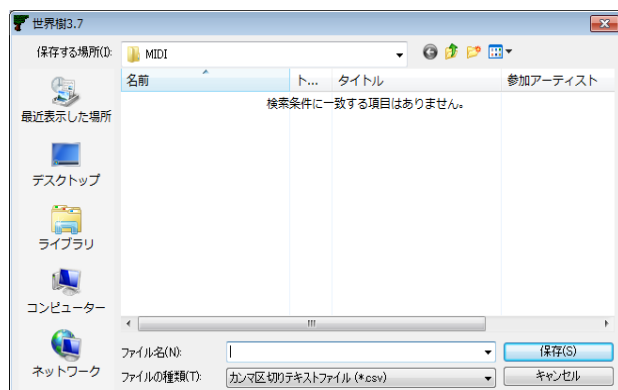 世界樹3.7
保存する場所(I):
MIDI
名前
ト...
タイトル
参加アーティスト
検索条件に一致する項目はありません。
最近表示した場所
デスクトップ
ライブラリ
コンピューター
ネットワーク
ファイル名(N):
保存(S)
ファイルの種類(T):
カンマ区切りテキストファイル (*.csv)
キャンセル